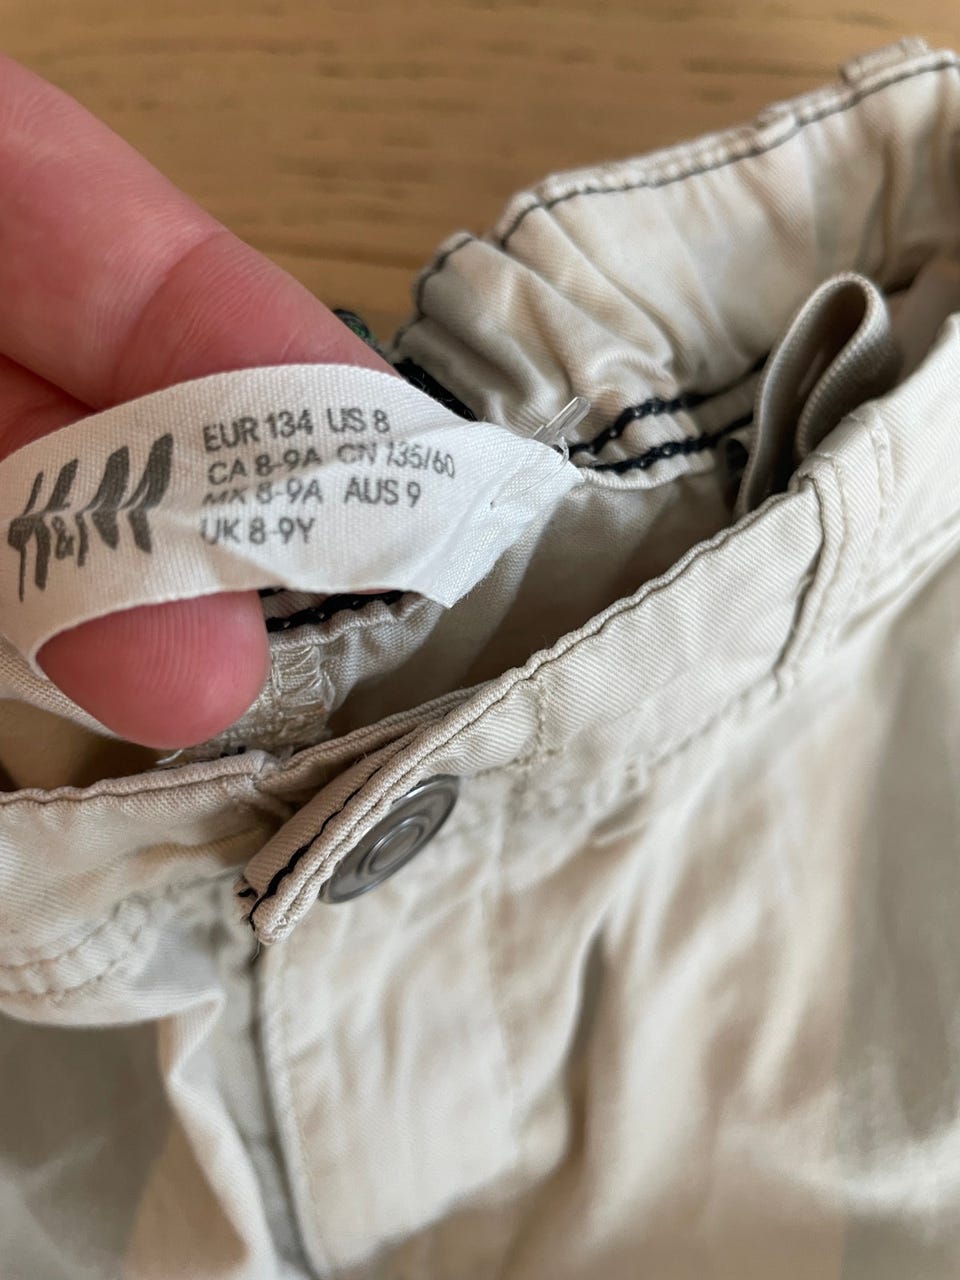 H&M
EUR 134 US 8
CA 8-9A CN 135/60
MX 8-9A AUS 9
UK 8-9Y